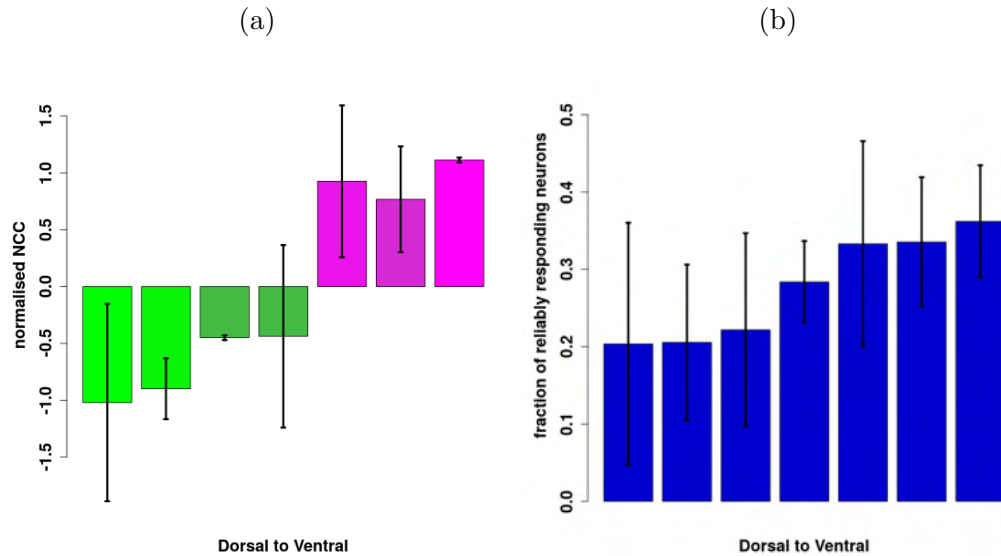 (a)
(b)
normalised NCC
1.5
1.0
0.5
0.0
-0.5
-1.0
-1.5
Dorsal to Ventral
fraction of reliably responding neurons
0.5
0.4
0.3
0.2
0.1
0.0
Dorsal to Ventral